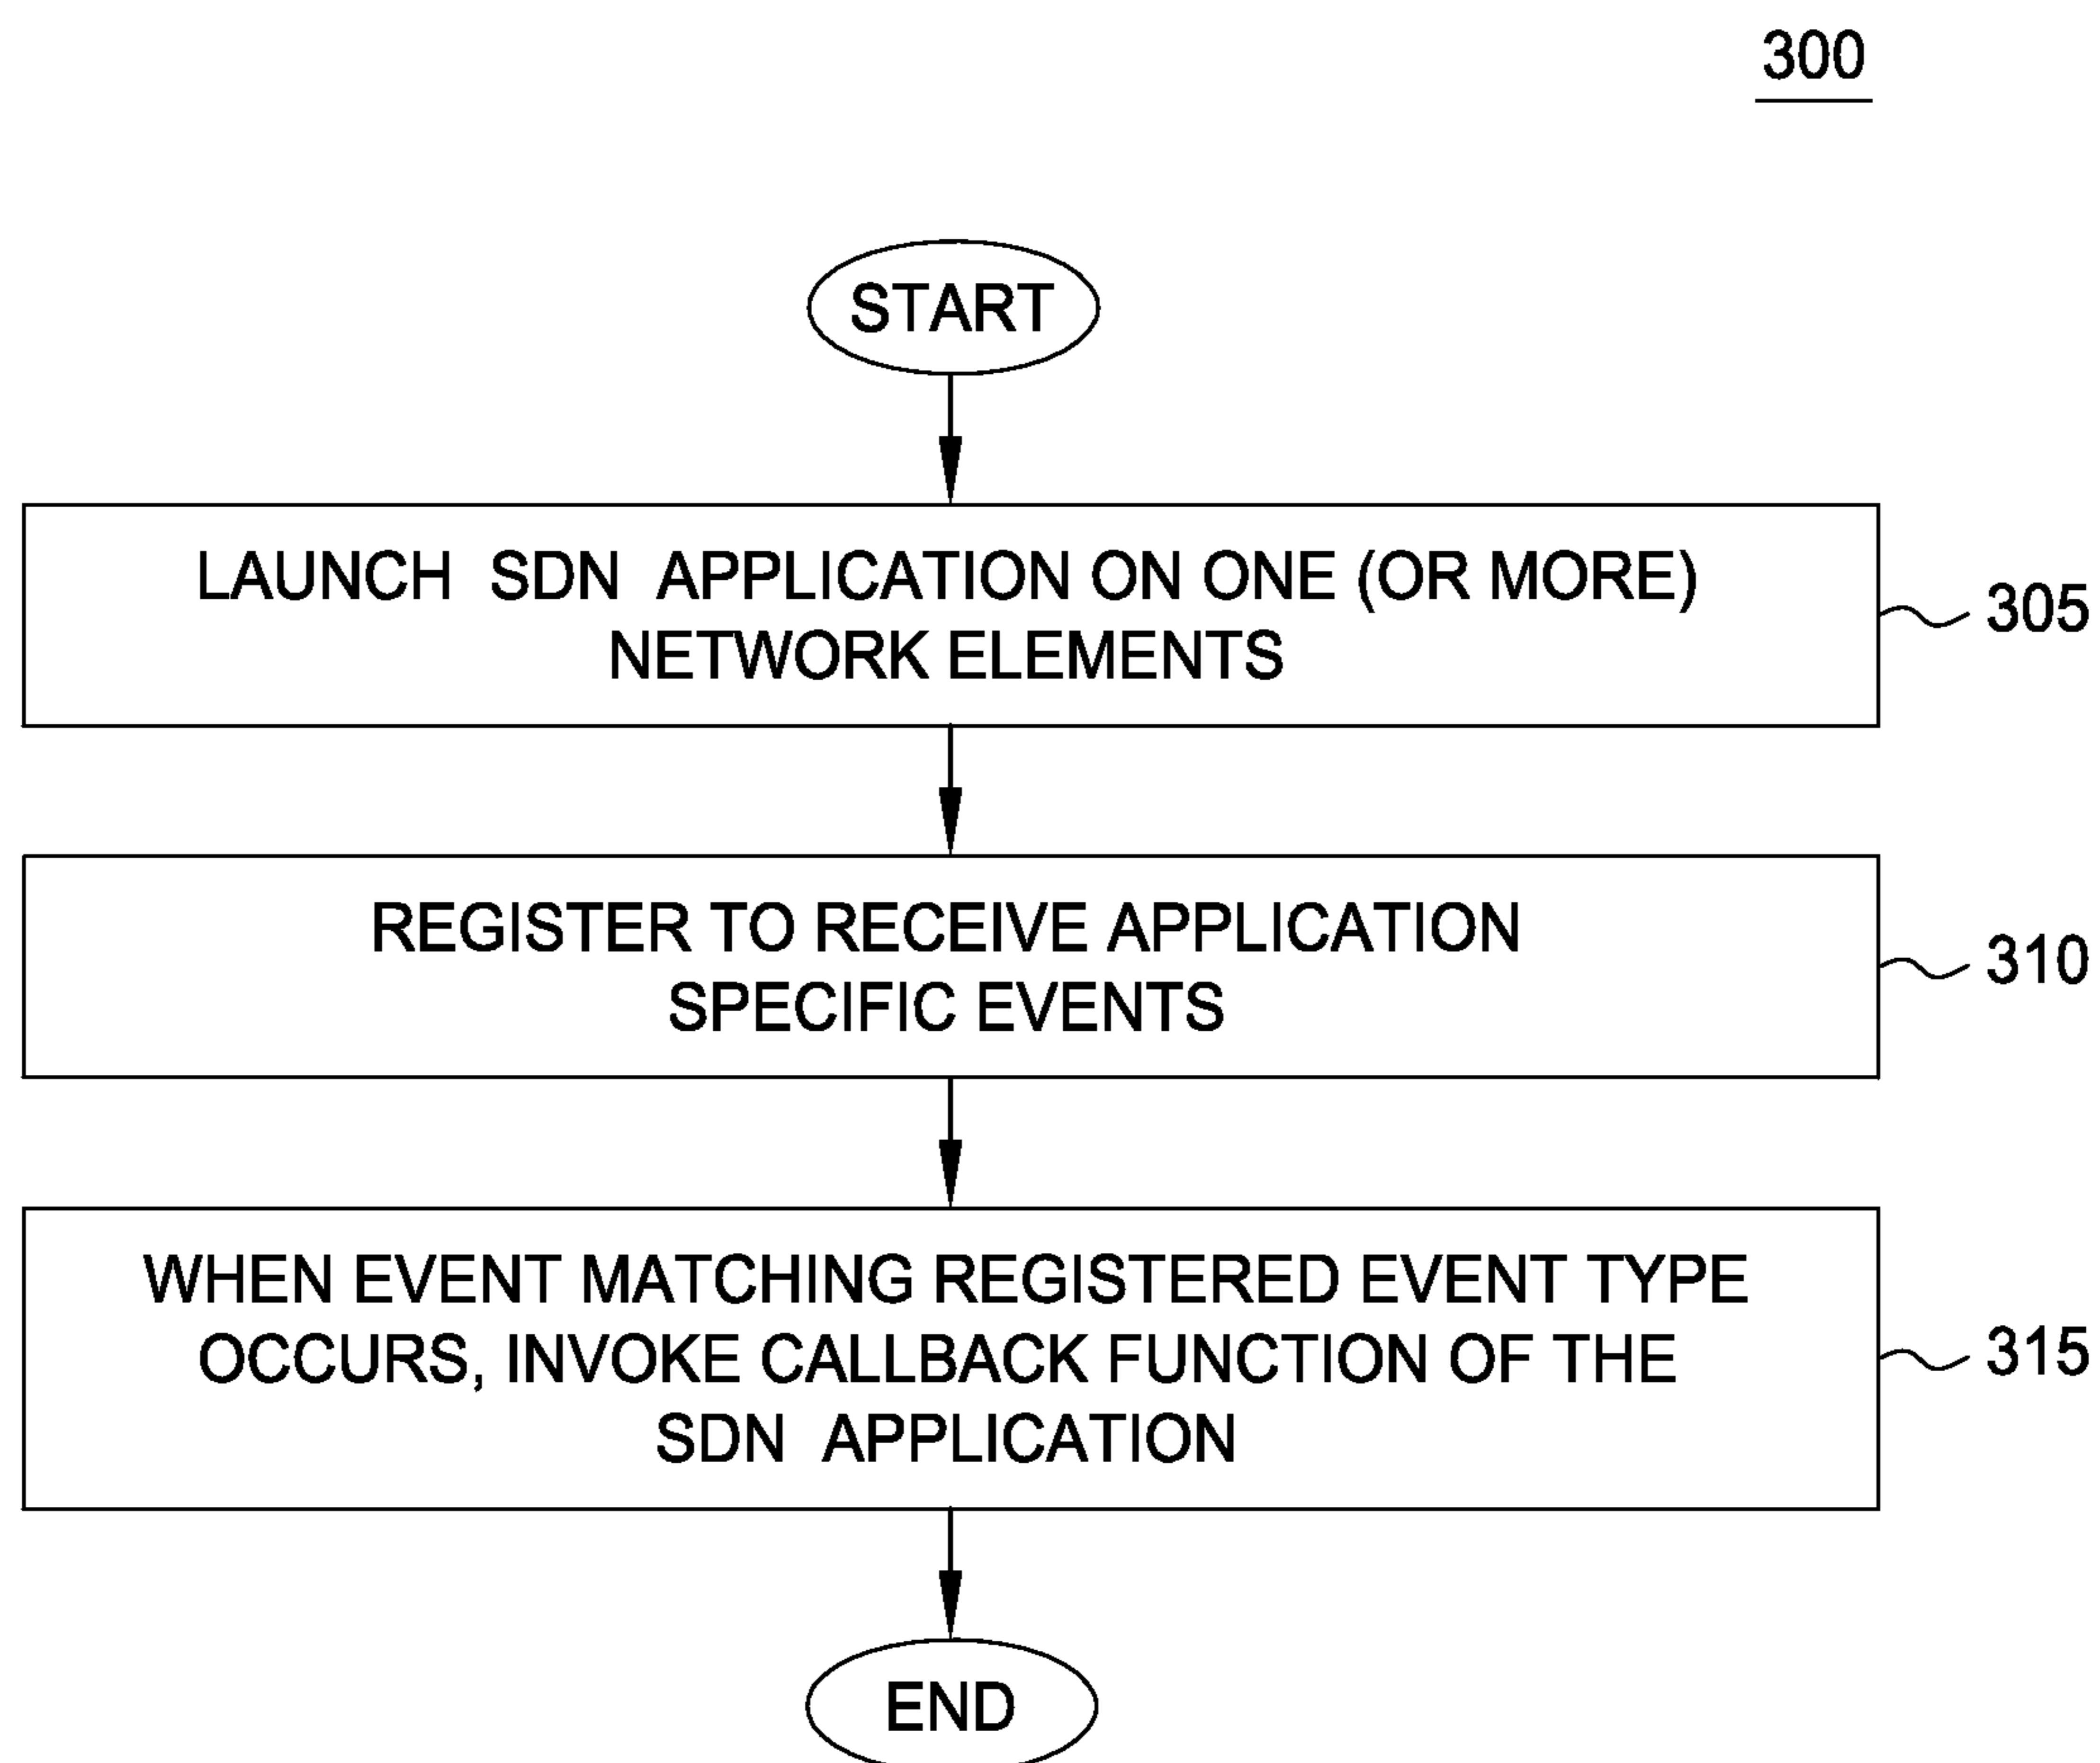 300
START
LAUNCH SDN APPLICATION ON ONE (OR MORE)
NETWORK ELEMENTS
305
REGISTER TO RECEIVE APPLICATION
SPECIFIC EVENTS
310
WHEN EVENT MATCHING REGISTERED EVENT TYPE
OCCURS, INVOKE CALLBACK FUNCTION OF THE
SDN APPLICATION
315
END